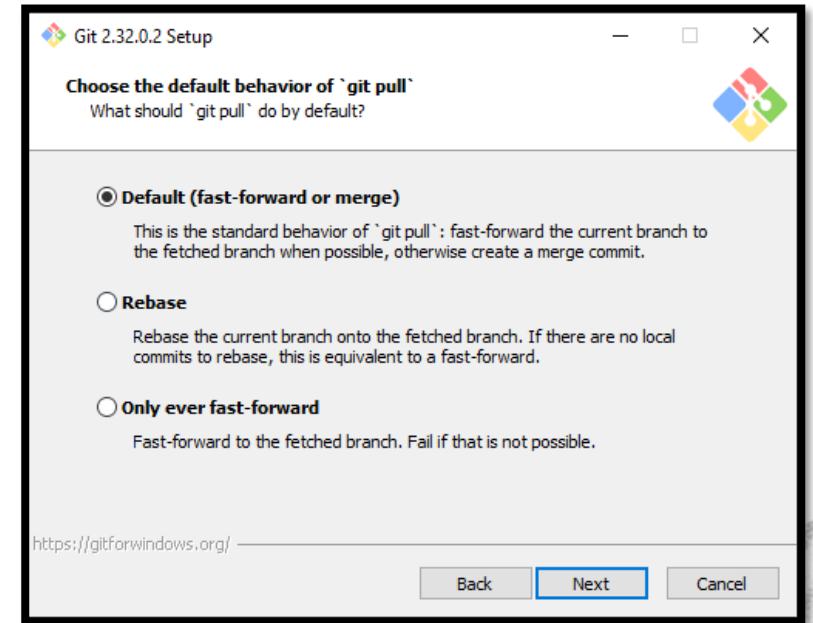 Git 2.32.0.2 Setup
Choose the default behavior of `git pull`
What should `git pull` do by default?
Default (fast-forward or merge)
This is the standard behavior of `git pull`: fast-forward the current branch to
the fetched branch when possible, otherwise create a merge commit.
Rebase
Rebase the current branch onto the fetched branch. If there are no local
commits to rebase, this is equivalent to a fast-forward.
Only ever fast-forward
Fast-forward to the fetched branch. Fail if that is not possible.
https://gitforwindows.org/
Back Next Cancel